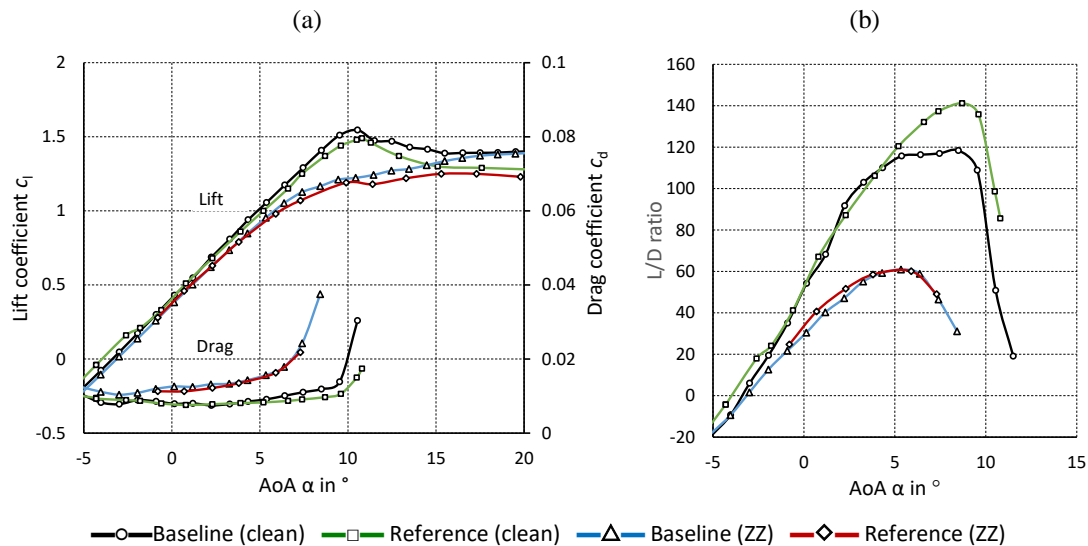 (a)
(b)
Lift coefficient cl
2
1.5
1
0.5
0
-0.5
Lift
Drag
-5
0
5
10
15
20
AoA α in °
0.1
0.08
0.06
0.04
0.02
0
Drag coefficient cd
L/D ratio
160
140
120
100
80
60
40
20
0
-20
-5
0
5
10
15
AoA α in °
Baseline (clean)
Reference (clean)
Baseline (ZZ)
Reference (ZZ)